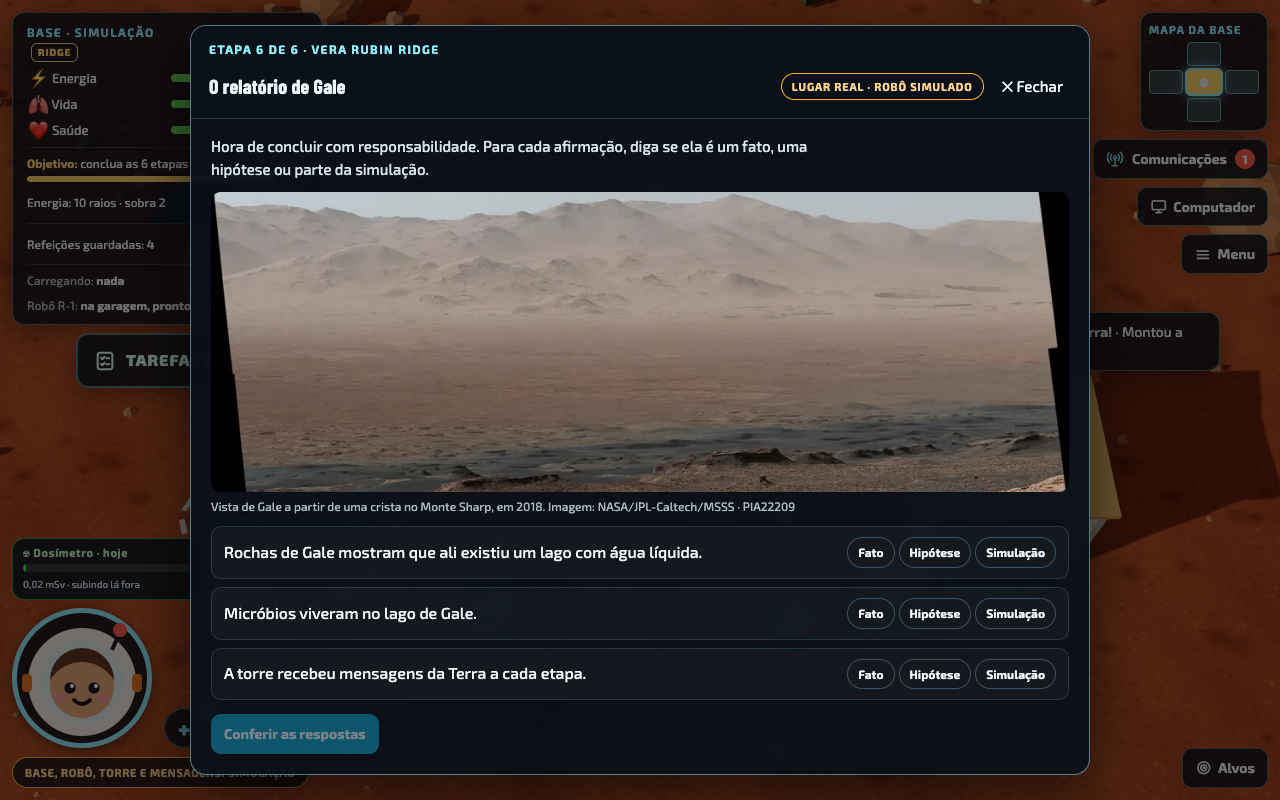 BASE · SIMULAÇÃO
RIDGE
Energia
Vida
Saúde
Objetivo: conclua as 6 etapas
Energia: 10 raios · sobra 2
Refeições guardadas: 4
Carregando: nada
Robô R-1: na garagem, pronto
TAREFAS
ETAPA 6 DE 6 · VERA RUBIN RIDGE
O relatório de Gale
LUGAR REAL · ROBÔ SIMULADO
Fechar
Hora de concluir com responsabilidade. Para cada afirmação, diga se ela é um fato, uma
hipótese ou parte da simulação.
Vista de Gale a partir de uma crista no Monte Sharp, em 2018. Imagem: NASA/JPL-Caltech/MSSS · PIA22209
Rochas de Gale mostram que ali existiu um lago com água líquida.
Fato Hipótese Simulação
Micróbios viveram no lago de Gale.
Fato Hipótese Simulação
A torre recebeu mensagens da Terra a cada etapa.
Fato Hipótese Simulação
Conferir as respostas
MAPA DA BASE
Comunicações 1
Computador
Menu
rra! · Montou a
Dosímetro · hoje
0,02 mSv · subindo lá fora
BASE, ROBÔ, TORRE E MENSAGENS: SIMULAÇÃO
Alvos